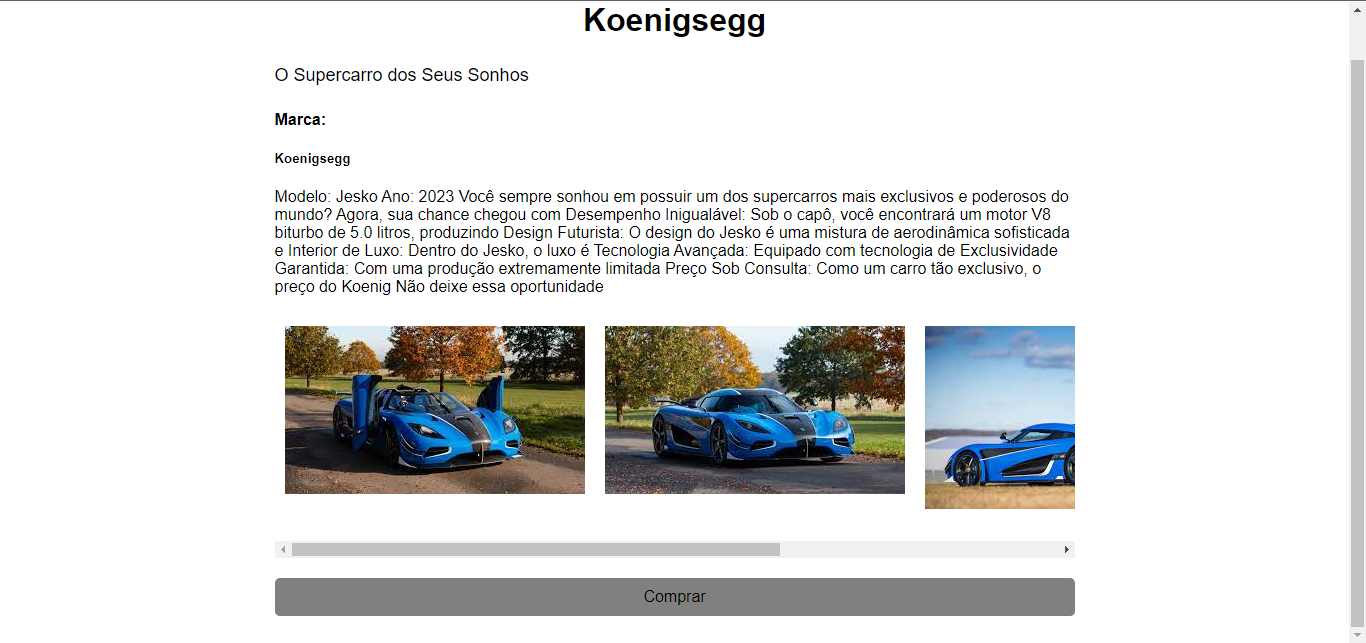 Koenigsegg
O Supercarro dos Seus Sonhos
Marca:
Koenigsegg
Modelo: Jesko Ano: 2023 Você sempre sonhou em possuir um dos supercarros mais exclusivos e poderosos do
mundo? Agora, sua chance chegou com Desempenho Inigualável: Sob o capô, você encontrará um motor V8
biturbo de 5.0 litros, produzindo Design Futurista: O design do Jesko é uma mistura de aerodinâmica sofisticada
e Interior de Luxo: Dentro do Jesko, o luxo é Tecnologia Avançada: Equipado com tecnologia de Exclusividade
Garantida: Com uma produção extremamente limitada Preço Sob Consulta: Como um carro tão exclusivo, o
preço do Koenig Não deixe essa oportunidade
Comprar